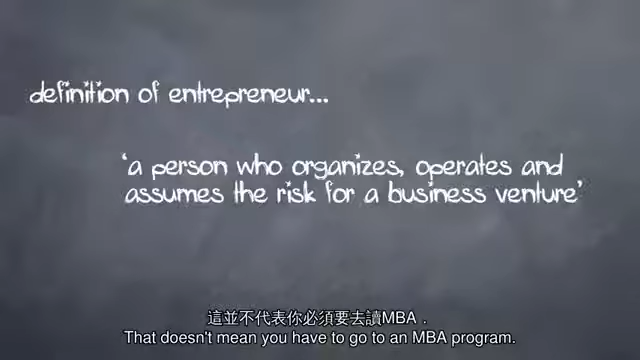 definition of entrepreneur...
‘a person who organizes, operates and
assumes the risk for a business venture’
這並不代表你必須要去讀MBA．
That doesn't mean you have to go to an MBA program.